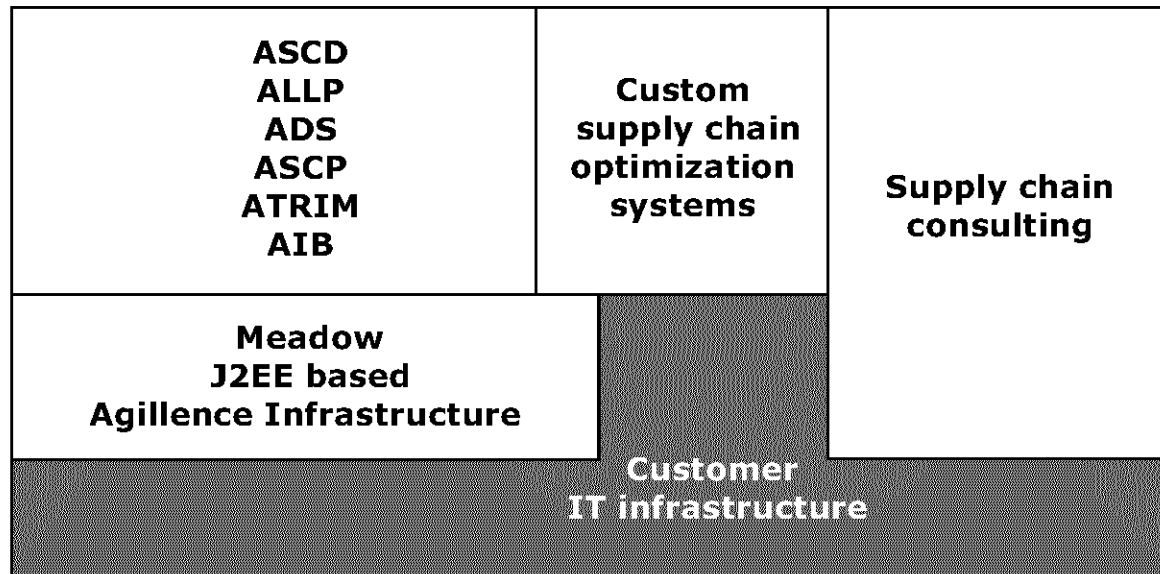 ASCD
ALLP
ADS
ASCP
ATRIM
AIB
Custom
supply chain
optimization
systems
Supply chain
consulting
Meadow
J2EE based
Agillence Infrastructure
Customer
IT infrastructure